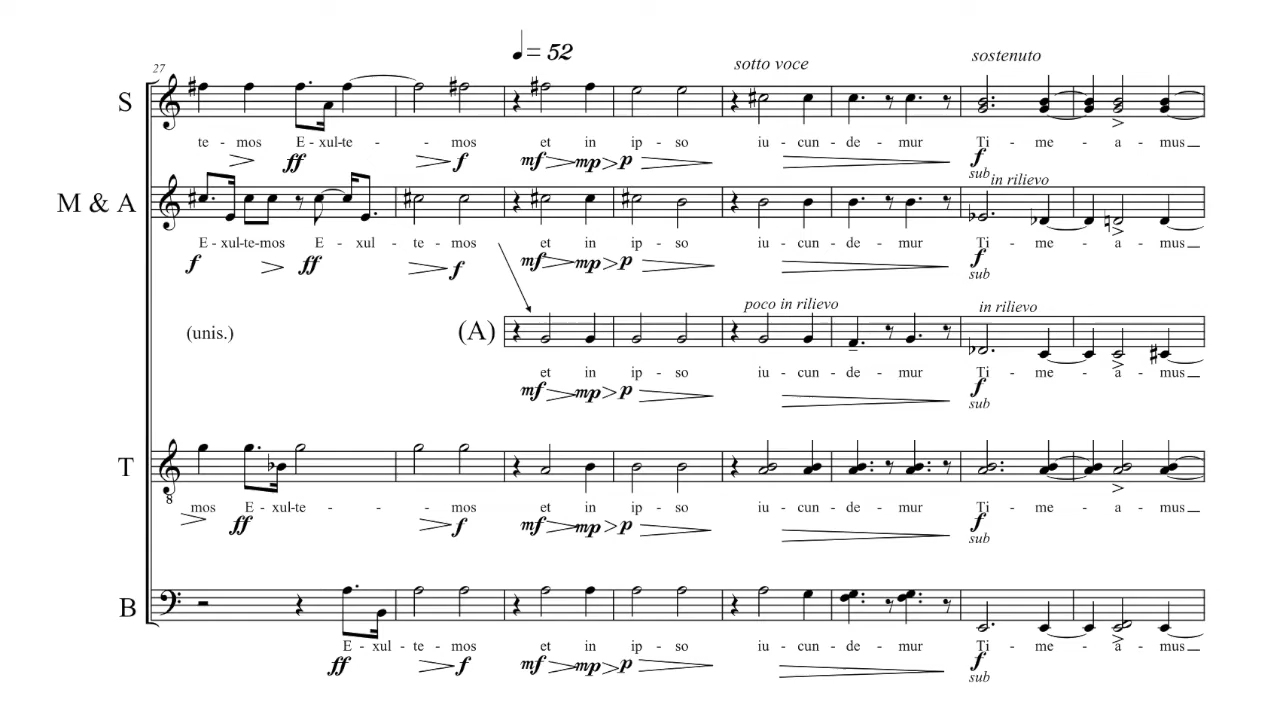 ♩= 52
27
sotto voce
sostenuto
S
te - mos E - xul-te - - mos et in ip - so iu - cun - de - mur Ti - me - a - mus
ff f mf mp p f
sub
in rilievo
M & A
E - xul-te-mos E - xul - te - mos et in ip - so iu - cun - de - mur Ti - me - a - mus
f ff f mf mp p f
sub
poco in rilievo
in rilievo
(unis.)
(A)
et in ip - so iu - cun - de - mur Ti - me - a - mus
mf mp p f
sub
T
8
mos E - xul-te - - mos et in ip - so iu - cun - de - mur Ti - me - a - mus
ff f mf mp p f
sub
B
E - xul - te - mos et in ip - so iu - cun - de - mur Ti - me - a - mus
ff f mf mp p f
sub